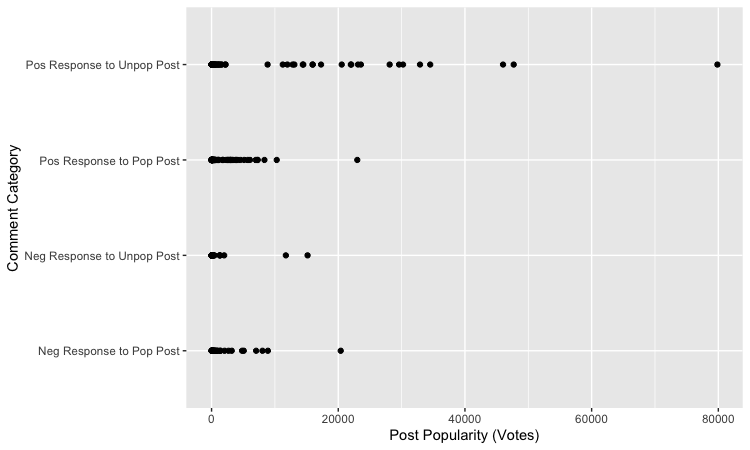 Comment Category
Pos Response to Unpop Post
Pos Response to Pop Post
Neg Response to Unpop Post
Neg Response to Pop Post
0 20000 40000 60000 80000
Post Popularity (Votes)